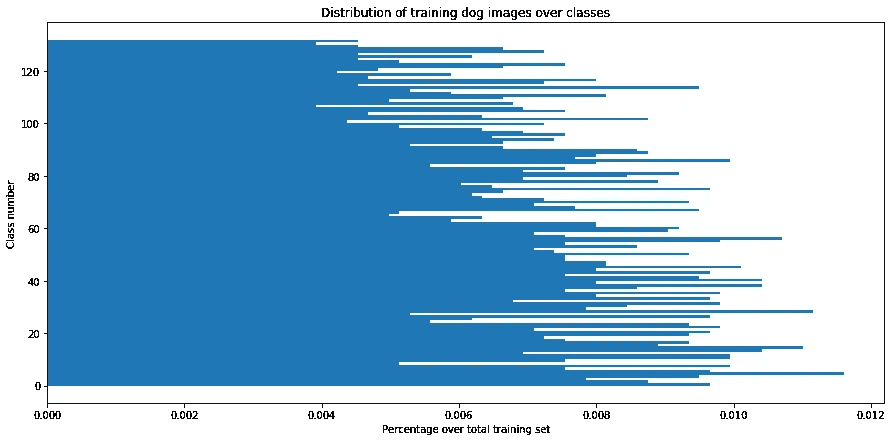 Distribution of training dog images over classes
120
100
80
60
40
20
0
Class number
0.000 0.002 0.004 0.006 0.008 0.010 0.012
Percentage over total training set